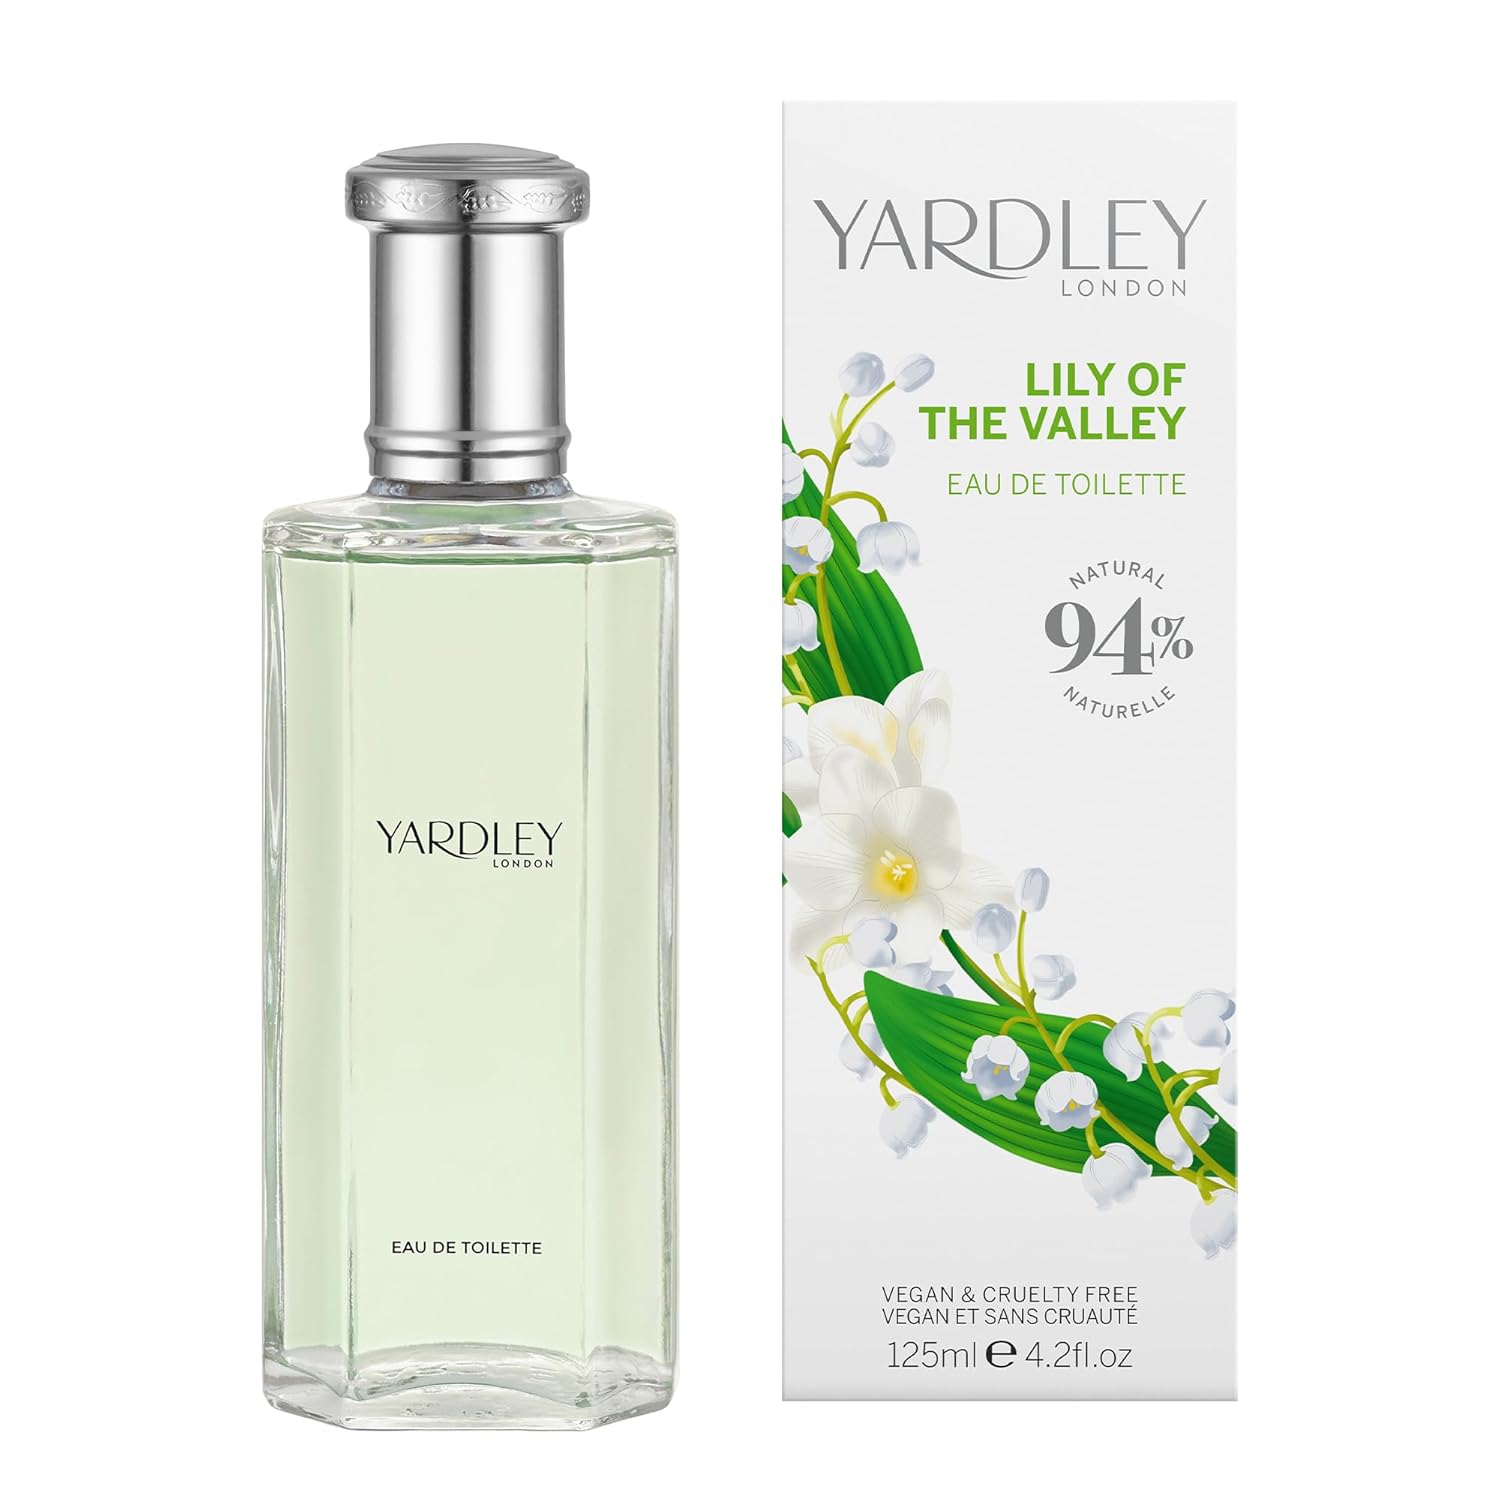 YARDLEY
LONDON
EAU DE TOILETTE
YARDLEY
LONDON
LILY OF
THE VALLEY
EAU DE TOILETTE
NATURAL
94%
NATURELLE
VEGAN & CRUELTY FREE
VEGAN ET SANS CRUAUTÉ
125ml e 4.2fl.oz